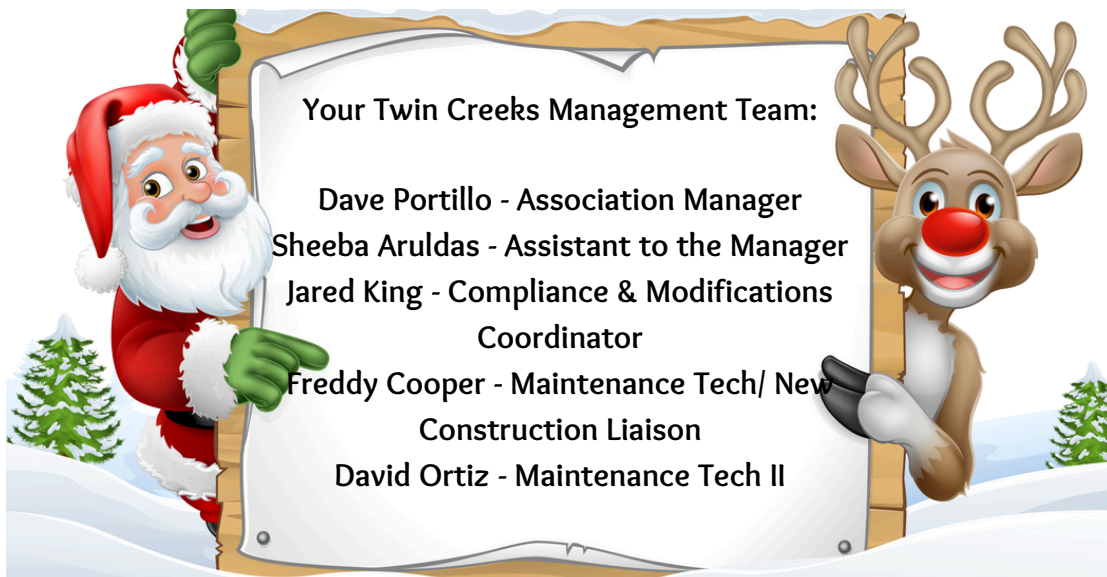 Your Twin Creeks Management Team:
Dave Portillo - Association Manager
Sheeba Aruldas - Assistant to the Manager
Jared King - Compliance & Modifications
Coordinator
Freddy Cooper - Maintenance Tech/ New
Construction Liaison
David Ortiz - Maintenance Tech II